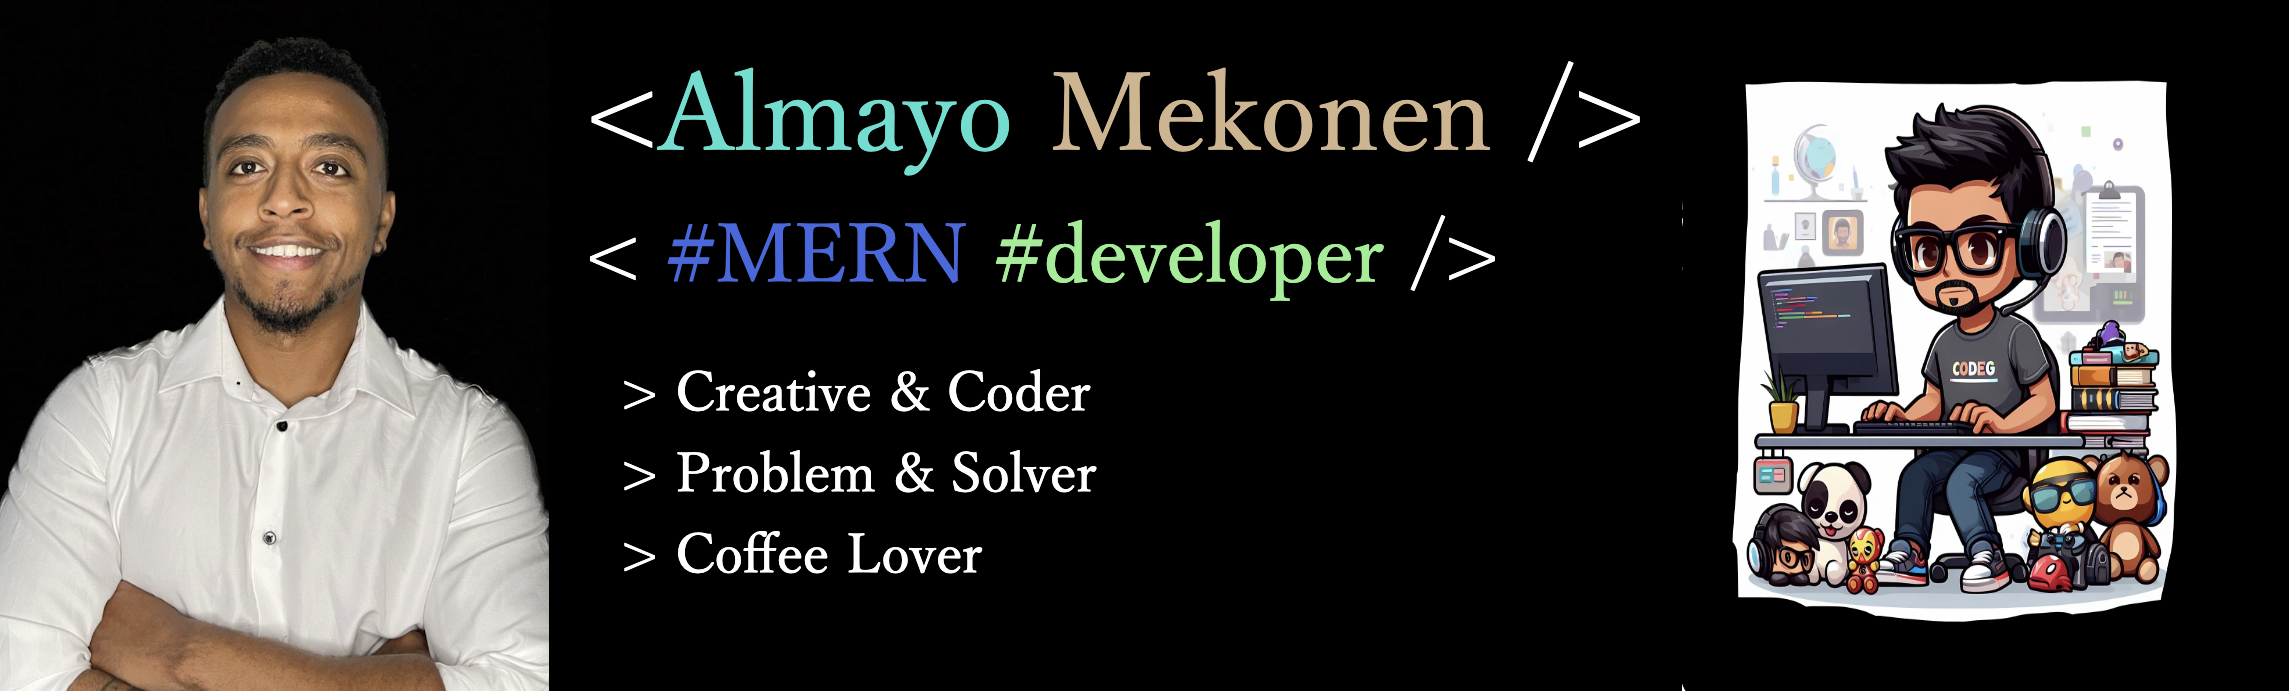 <Almayo Mekonen />
< #MERN #developer />
> Creative & Coder
> Problem & Solver
> Coffee Lover
CODEG